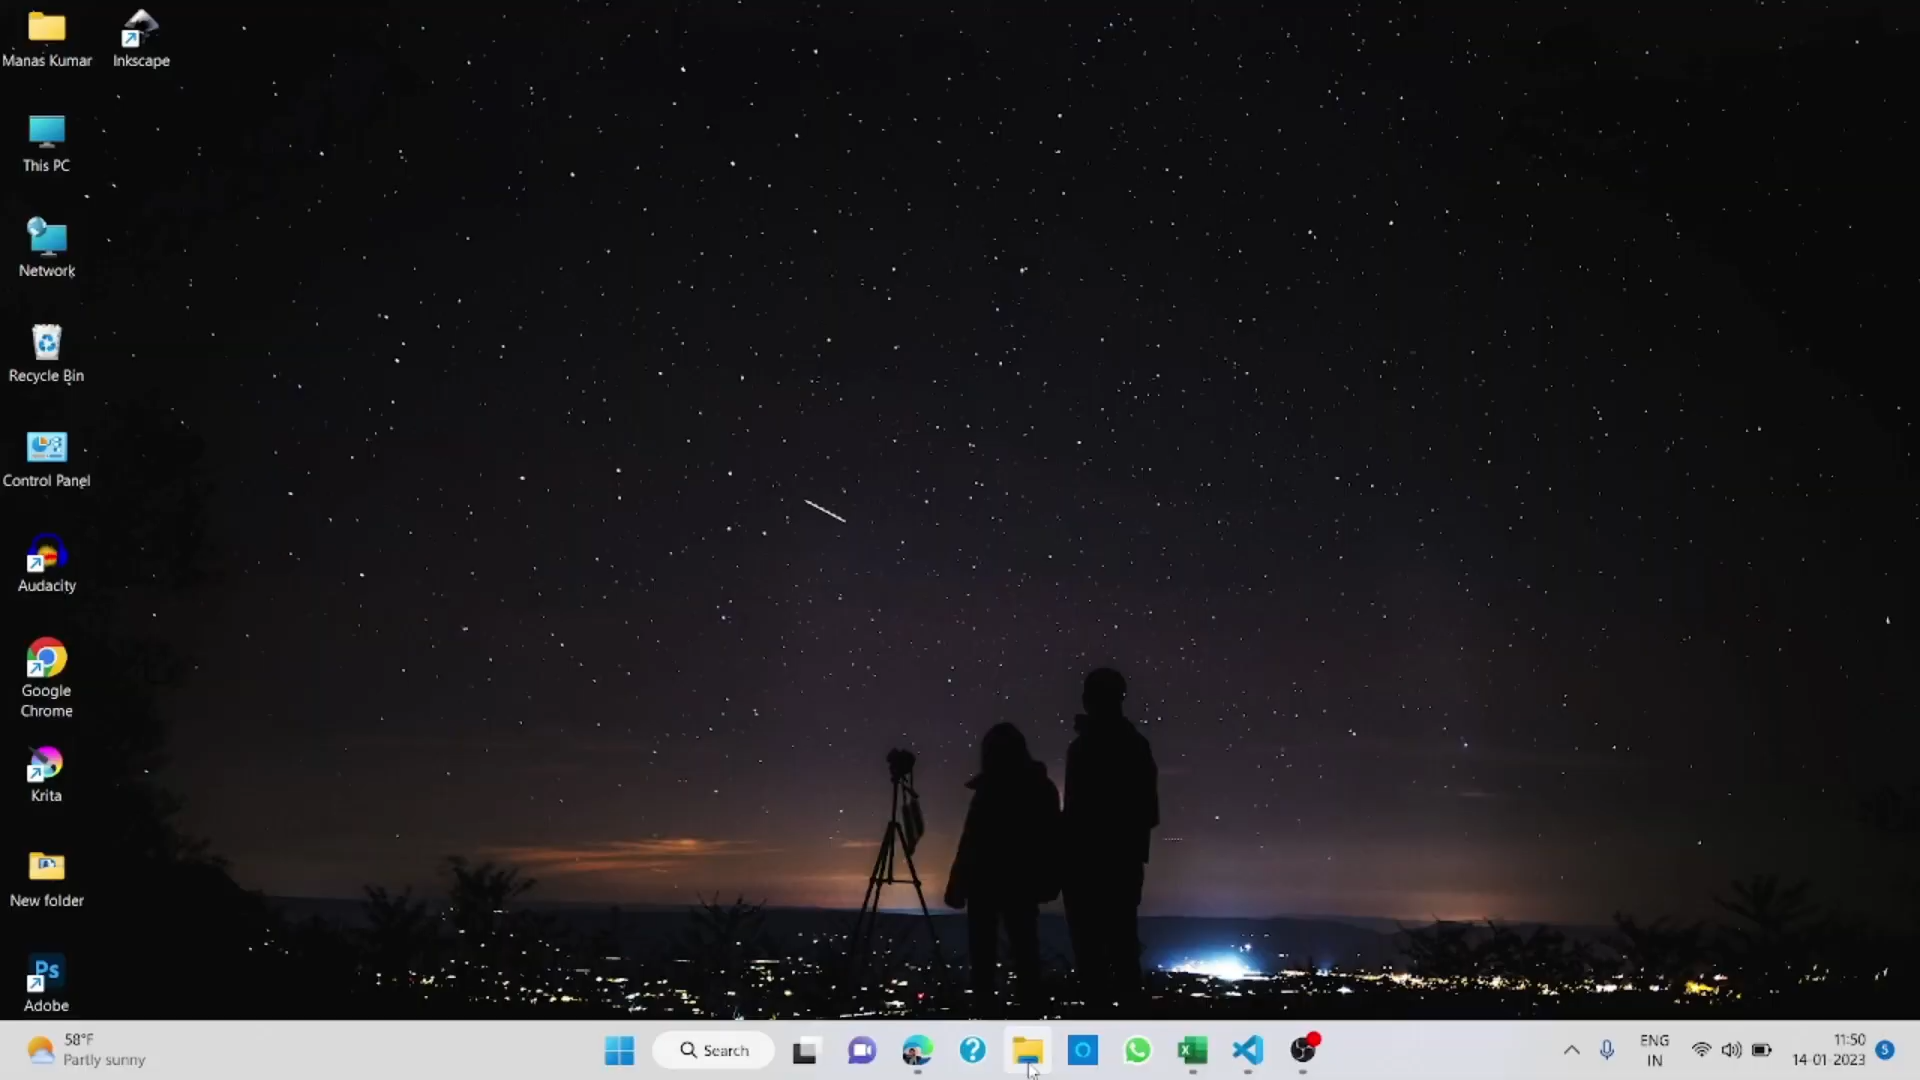 Manas Kumar
Inkscape
This PC
Network
Recycle Bin
Control Panel
Audacity
Google
Chrome
Krita
New folder
Ps
Adobe
58°F
Partly sunny
Search
ENG
IN
11:50
14-01-2023
5